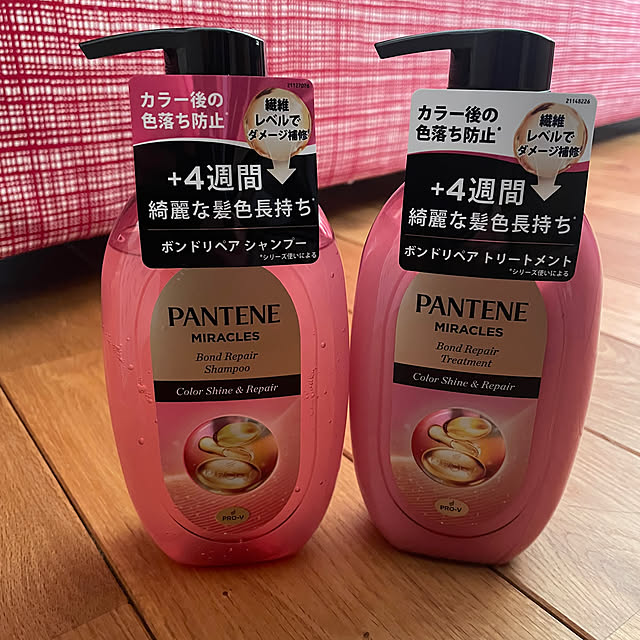 21127076
カラー後の
色落ち防止*
繊維
レベルで
ダメージ補修*
+4週間
綺麗な髪色長持ち*
ボンドリペア シャンプー
*シリーズ使いによる
PANTENE
MIRACLES
Bond Repair
Shampoo
Color Shine & Repair
PRO-V
21148226
カラー後の
色落ち防止*
繊維
レベルで
ダメージ補修*
+4週間
綺麗な髪色長持ち*
ボンドリペア トリートメント
*シリーズ使いによる
PANTENE
MIRACLES
Bond Repair
Treatment
Color Shine & Repair
PRO-V